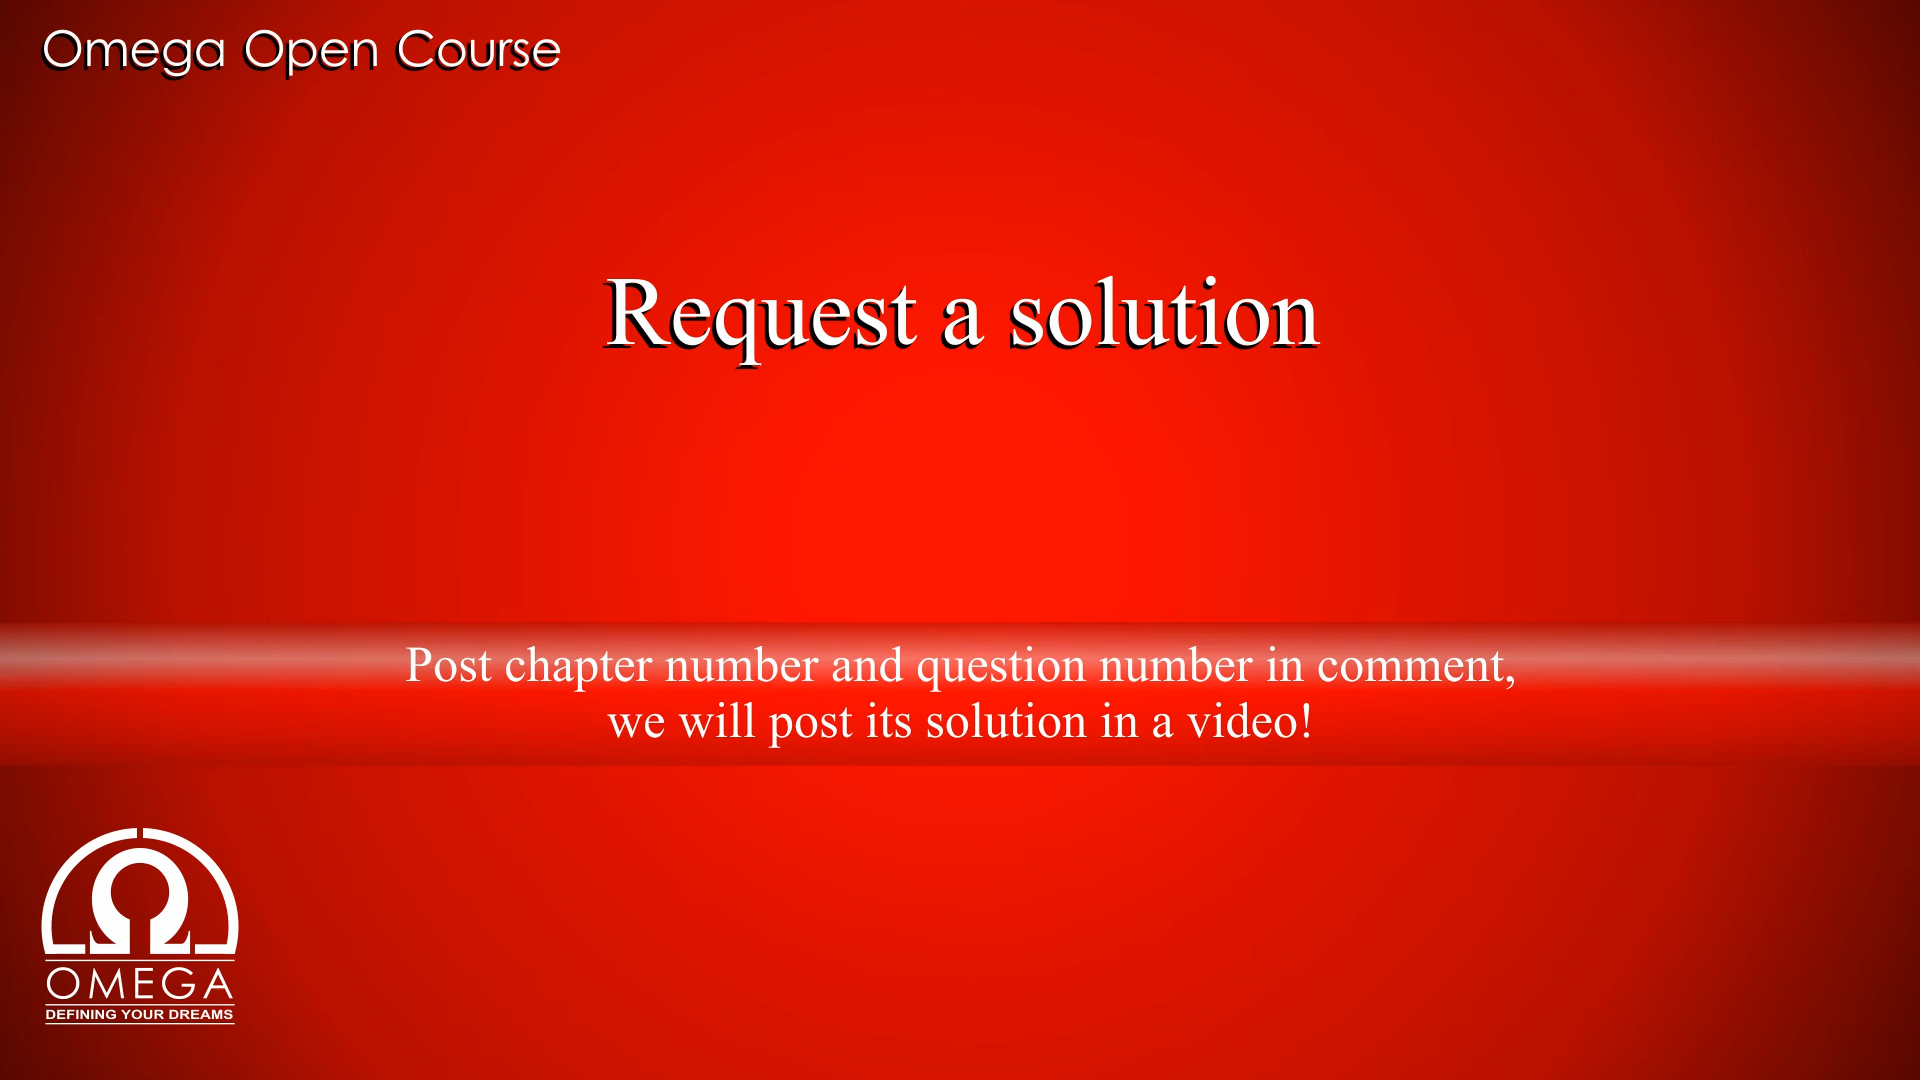 Omega Open Course
Request a solution
Post chapter number and question number in comment,
we will post its solution in a video!
Ω
OMEGA
DEFINING YOUR DREAMS